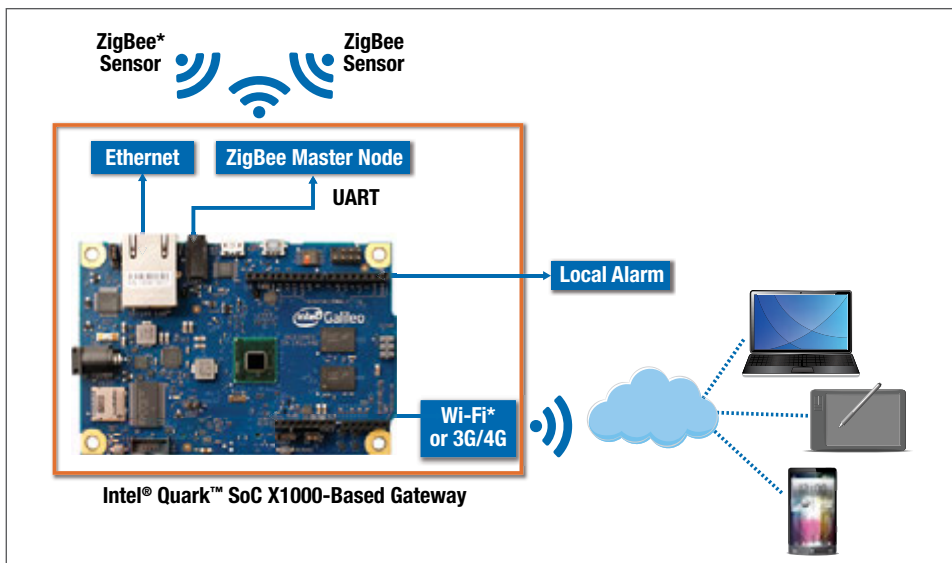 ZigBee*
Sensor
ZigBee
Sensor
Ethernet
ZigBee Master Node
UART
Local Alarm
intel Galileo
Wi-Fi*
or 3G/4G
Intel® Quark™ SoC X1000-Based Gateway